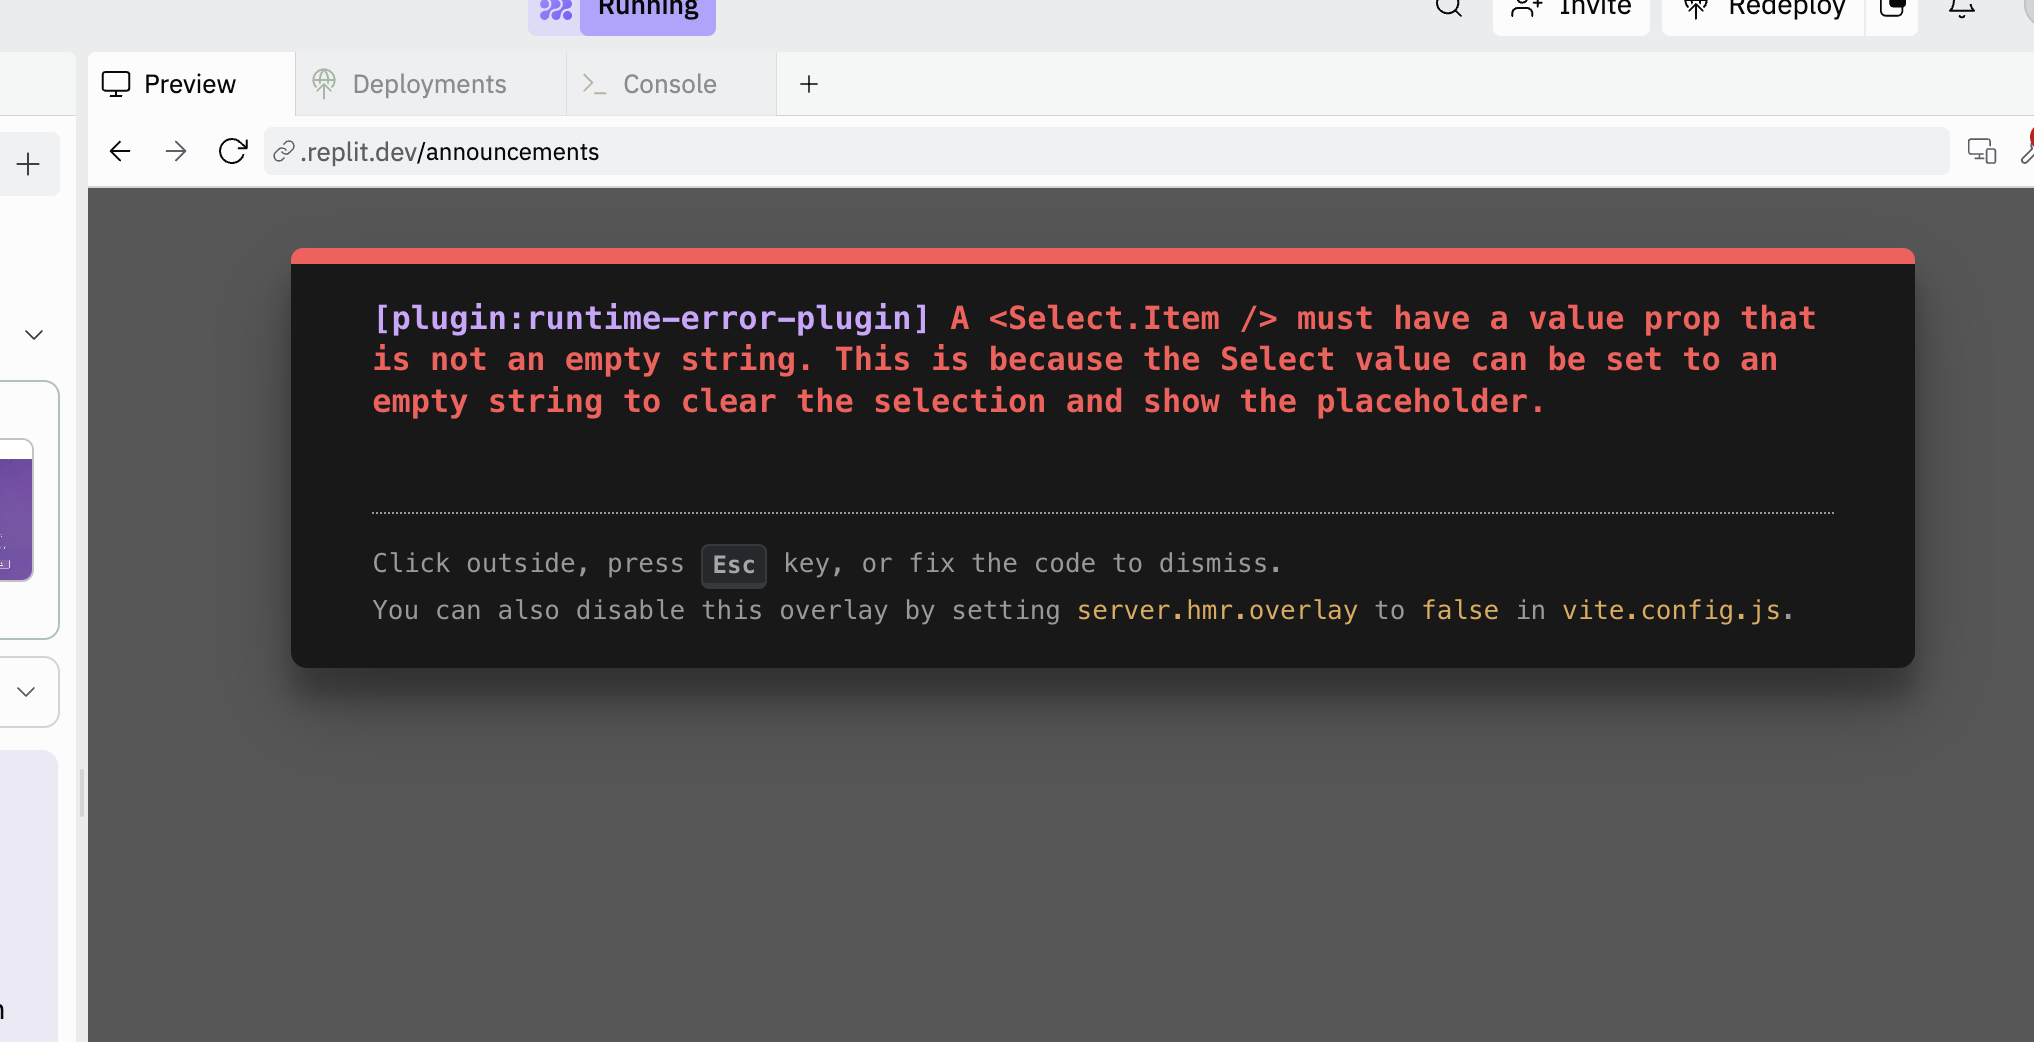 Running
Invite
Redeploy
Preview
Deployments
Console
.replit.dev/announcements
[plugin:runtime-error-plugin] A <Select.Item /> must have a value prop that
is not an empty string. This is because the Select value can be set to an
empty string to clear the selection and show the placeholder.
Click outside, press Esc key, or fix the code to dismiss.
You can also disable this overlay by setting server.hmr.overlay to false in vite.config.js.